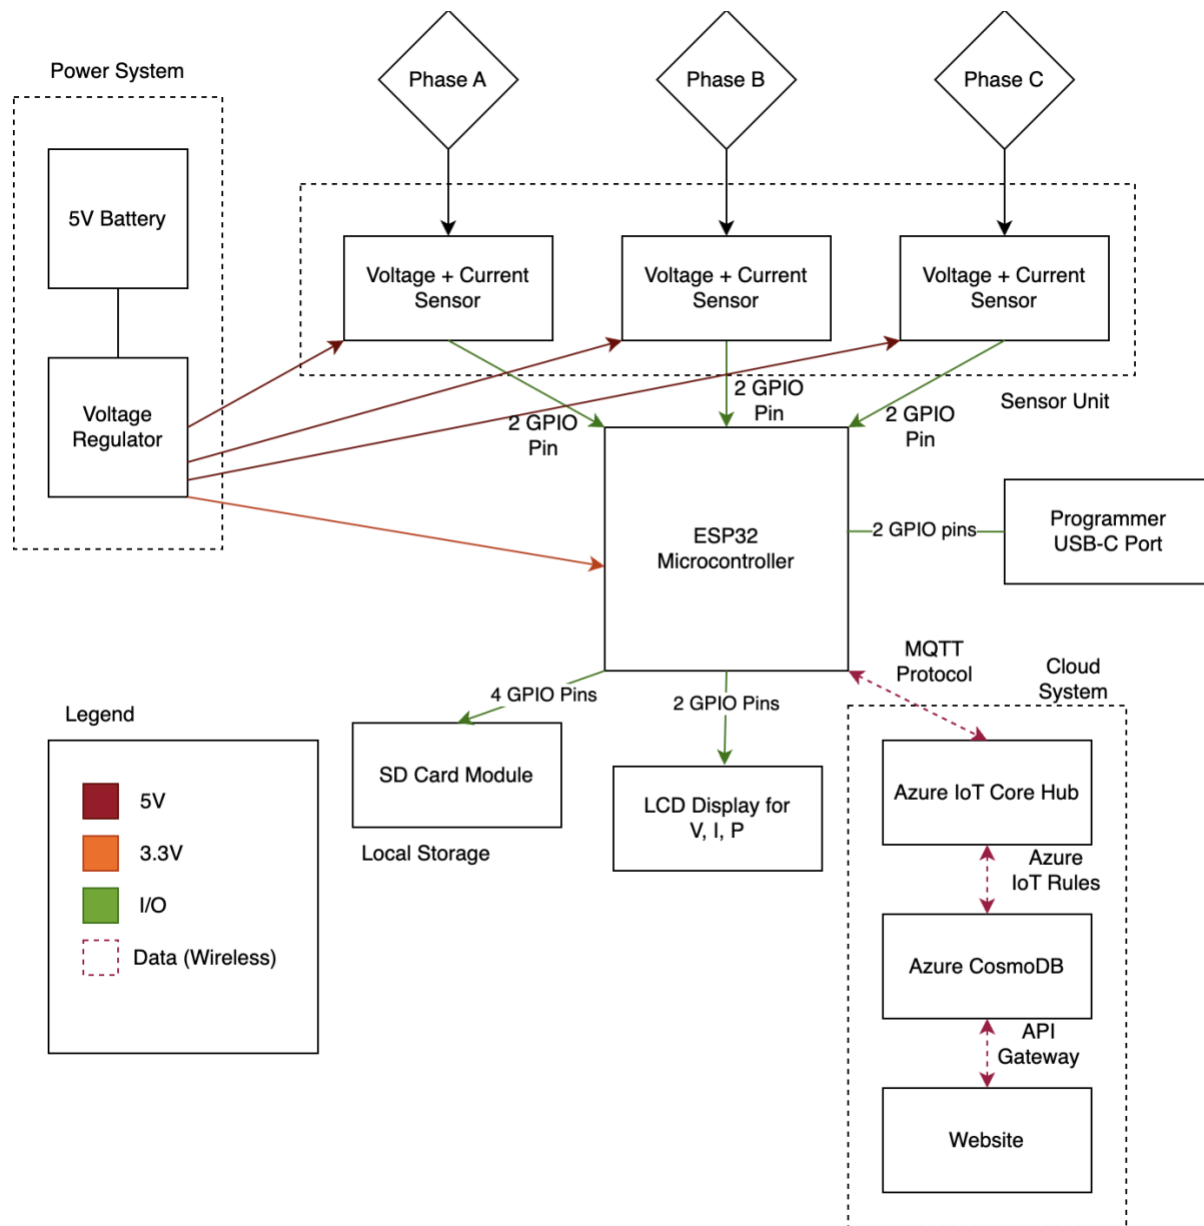 Power System
Phase A
Phase B
Phase C
5V Battery
Voltage + Current
Sensor
Voltage + Current
Sensor
Voltage + Current
Sensor
Voltage
Regulator
2 GPIO
Pin
2 GPIO
Pin
2 GPIO
Pin
Sensor Unit
ESP32
Microcontroller
2 GPIO pins
Programmer
USB-C Port
MQTT
Protocol
Cloud
System
4 GPIO Pins
2 GPIO Pins
SD Card Module
Local Storage
LCD Display for
V, I, P
Azure IoT Core Hub
Azure
IoT Rules
Azure CosmoDB
API
Gateway
Website
Legend
5V
3.3V
I/O
Data (Wireless)